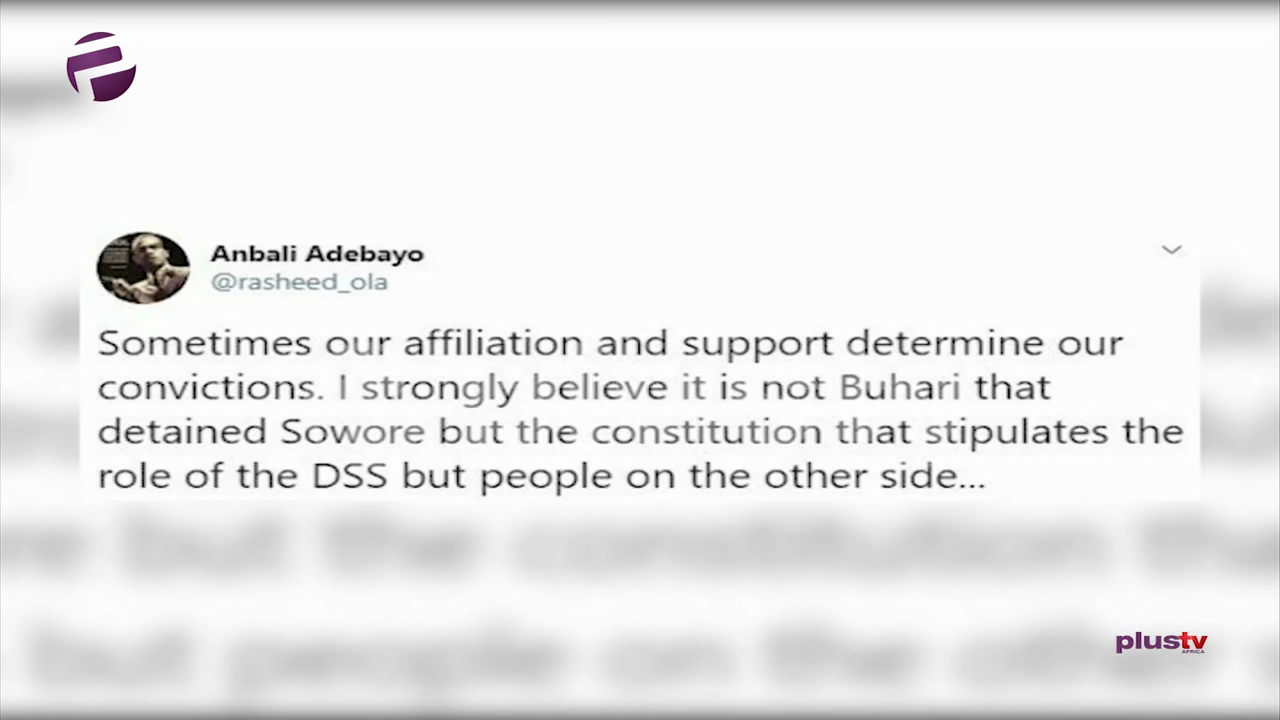 Anbali Adebayo
@rasheed_ola
Sometimes our affiliation and support determine our
convictions. I strongly believe it is not Buhari that
detained Sowore but the constitution that stipulates the
role of the DSS but people on the other side...
plustv
AFRICA